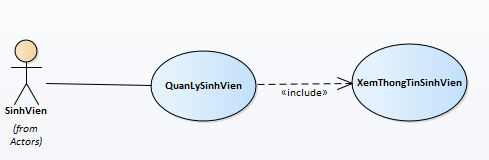 SinhVien
(from
Actors)
QuanLySinhVien
«include»
XemThongTinSinhVien